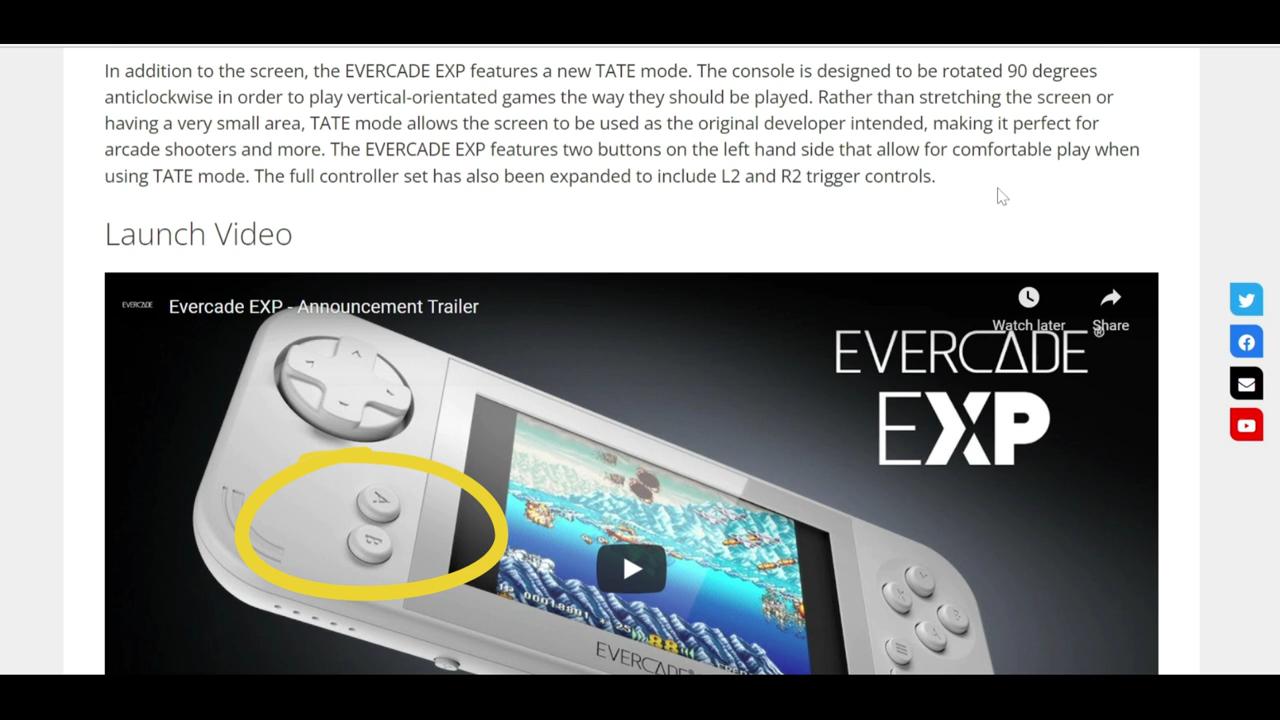 In addition to the screen, the EVERCADE EXP features a new TATE mode. The console is designed to be rotated 90 degrees
anticlockwise in order to play vertical-orientated games the way they should be played. Rather than stretching the screen or
having a very small area, TATE mode allows the screen to be used as the original developer intended, making it perfect for
arcade shooters and more. The EVERCADE EXP features two buttons on the left hand side that allow for comfortable play when
using TATE mode. The full controller set has also been expanded to include L2 and R2 trigger controls.
Launch Video
EVERCADE
Evercade EXP - Announcement Trailer
Watch later
Share
EVERCADE®
EXP
A
B
88
EVERCADE